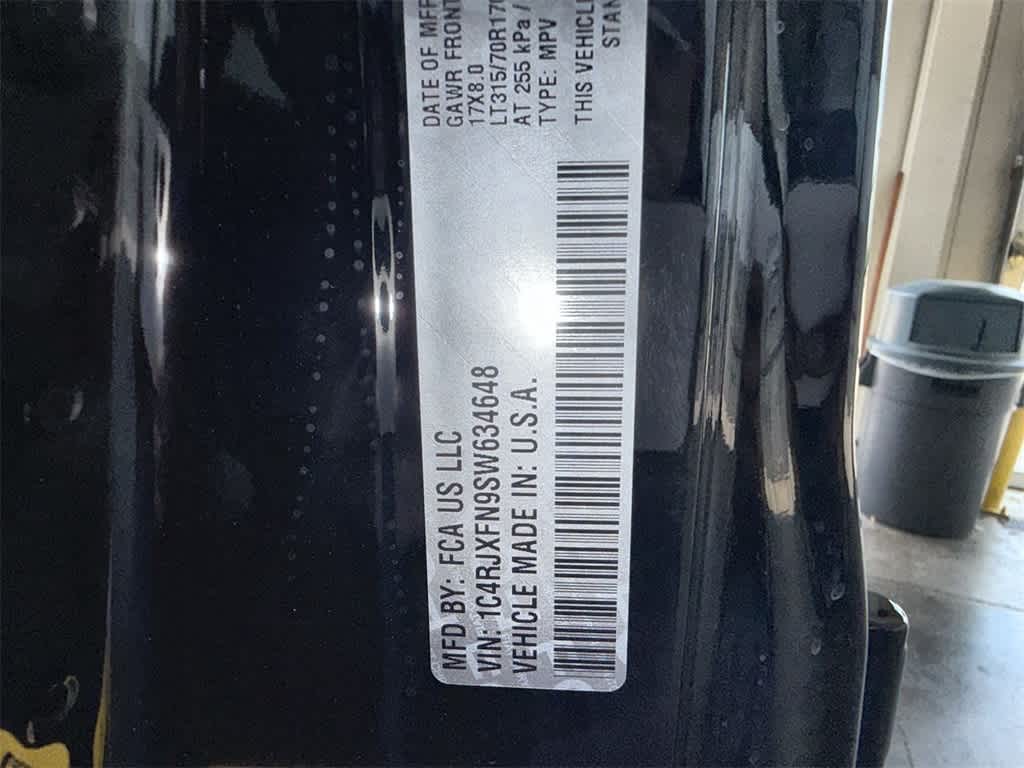 MFD BY: FCA US LLC
VIN: 1C4RJXFN9SW634648
VEHICLE MADE IN: U.S.A.
DATE OF MFR
GAWR FRONT
17X8.0
LT315/70R17
AT 255 kPa /
TYPE: MPV
THIS VEHICL
STAN